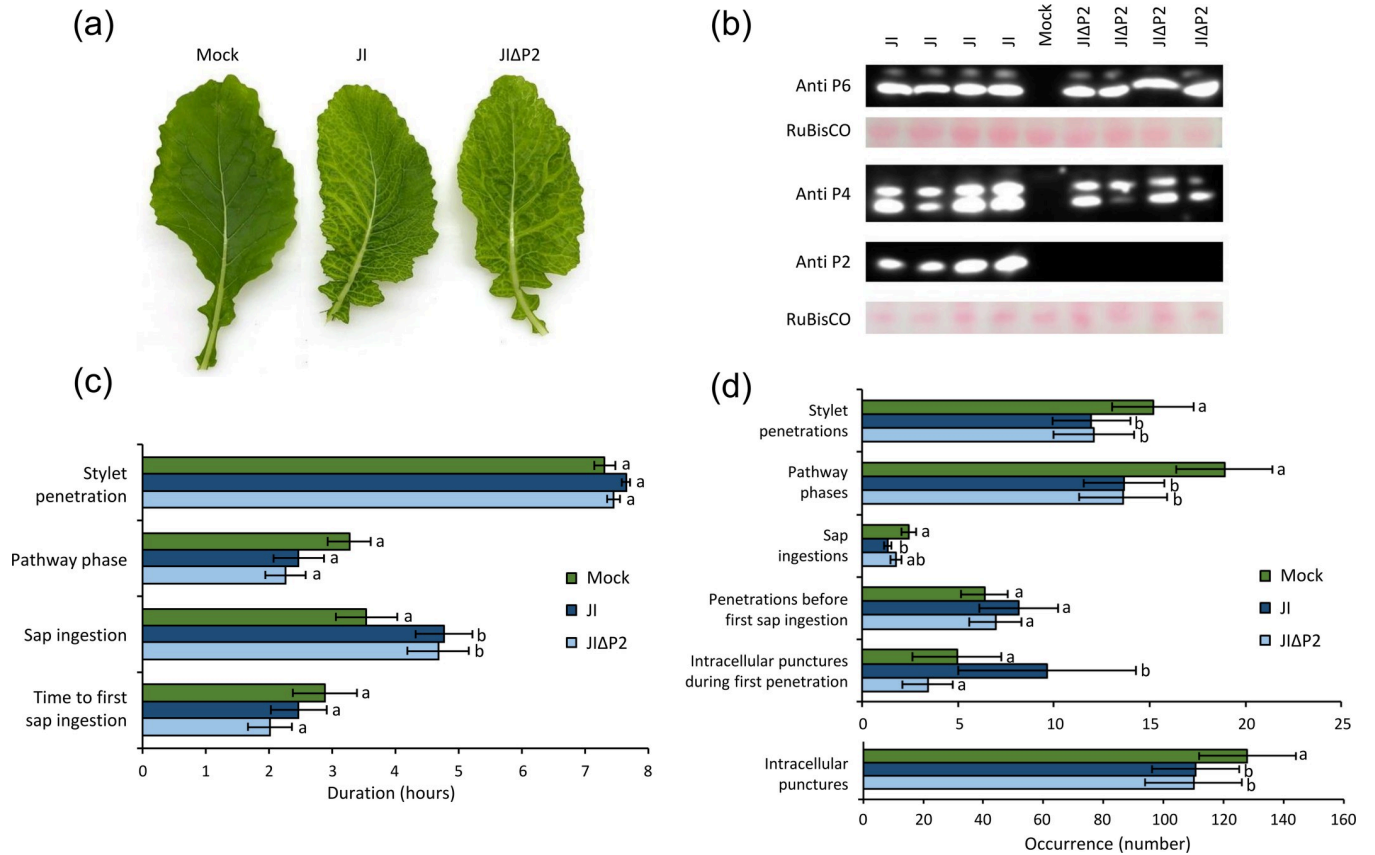 (a)
Mock
JI
JIΔP2
(b)
JI
JI
JI
JI
Mock
JIΔP2
JIΔP2
JIΔP2
JIΔP2
Anti P6
RuBisCO
Anti P4
Anti P2
RuBisCO
(c)
Stylet
penetration
a
a
a
Pathway phase
a
a
a
Sap ingestion
a
b
b
Time to first
sap ingestion
a
a
a
Mock
JI
JIΔP2
0 1 2 3 4 5 6 7 8
Duration (hours)
(d)
Stylet
penetrations
a
b
b
Pathway
phases
a
b
b
Sap
ingestions
a
b
ab
Penetrations before
first sap ingestion
a
a
a
Intracellular punctures
during first penetration
a
b
a
Mock
JI
JIΔP2
0 5 10 15 20 25
Intracellular
punctures
a
b
b
0 20 40 60 80 100 120 140 160
Occurrence (number)